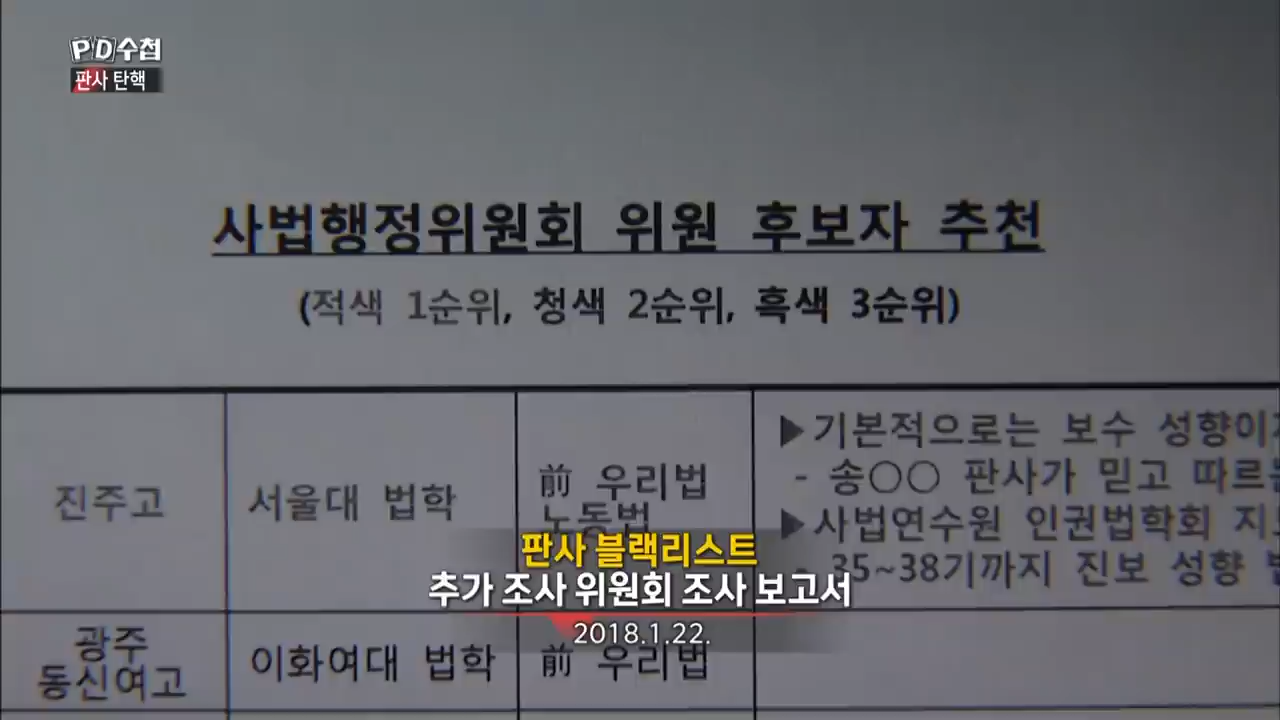 PD수첩
판사 탄핵
사법행정위원회 위원 후보자 추천
(적색 1순위, 청색 2순위, 흑색 3순위)
진주고
서울대 법학
前 우리법
노동법
▶기본적으로는 보수
- 송○○ 판사가 믿고
▶사법연수원 인권법학회
35~38기까지 진보 성향
판사 블랙리스트
추가 조사 위원회 조사 보고서
2018.1.22.
광주
동신여고
이화여대 법학
前 우리법